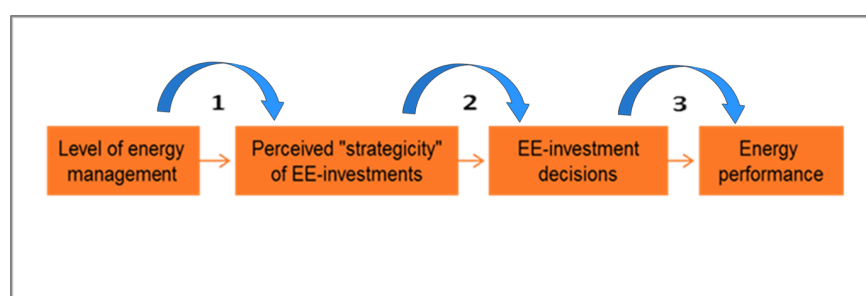 1
2
3
Level of energy
management
Perceived "strategicity"
of EE-investments
EE-investment
decisions
Energy
performance